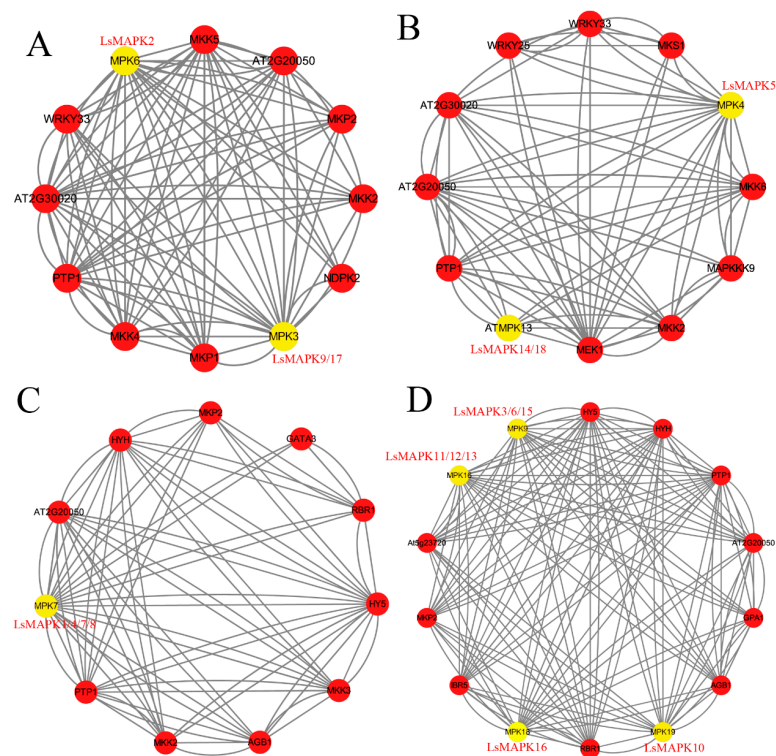 A
LsMAPK2
MKK5
MPK6
AT2G20050
WRKY33
MKP2
AT2G30020
MKK2
PTP1
NDPK2
MKK4
MPK3
MKP1
LsMAPK9/17
B
WRKY33
WRKY25
MKS1
LsMAPK5
AT2G30020
MPK4
AT2G20050
MKK6
PTP1
MAPKKK9
ATMPK13
MKK2
LsMAPK14/18
MEK1
C
MKP2
HYH
GATA3
AT2G20050
RBR1
MPK7
HY5
LsMAPK1/4/7/8
PTP1
MKK3
MKK2
AGB1
D
LsMAPK3/6/15
HY5
MPK9
HYH
LsMAPK11/12/13
MPK16
PTP1
At5g23720
AT2G20050
MKP2
GPA1
IBR5
AGB1
MPK18
MPK19
LsMAPK16
RBR1
LsMAPK10